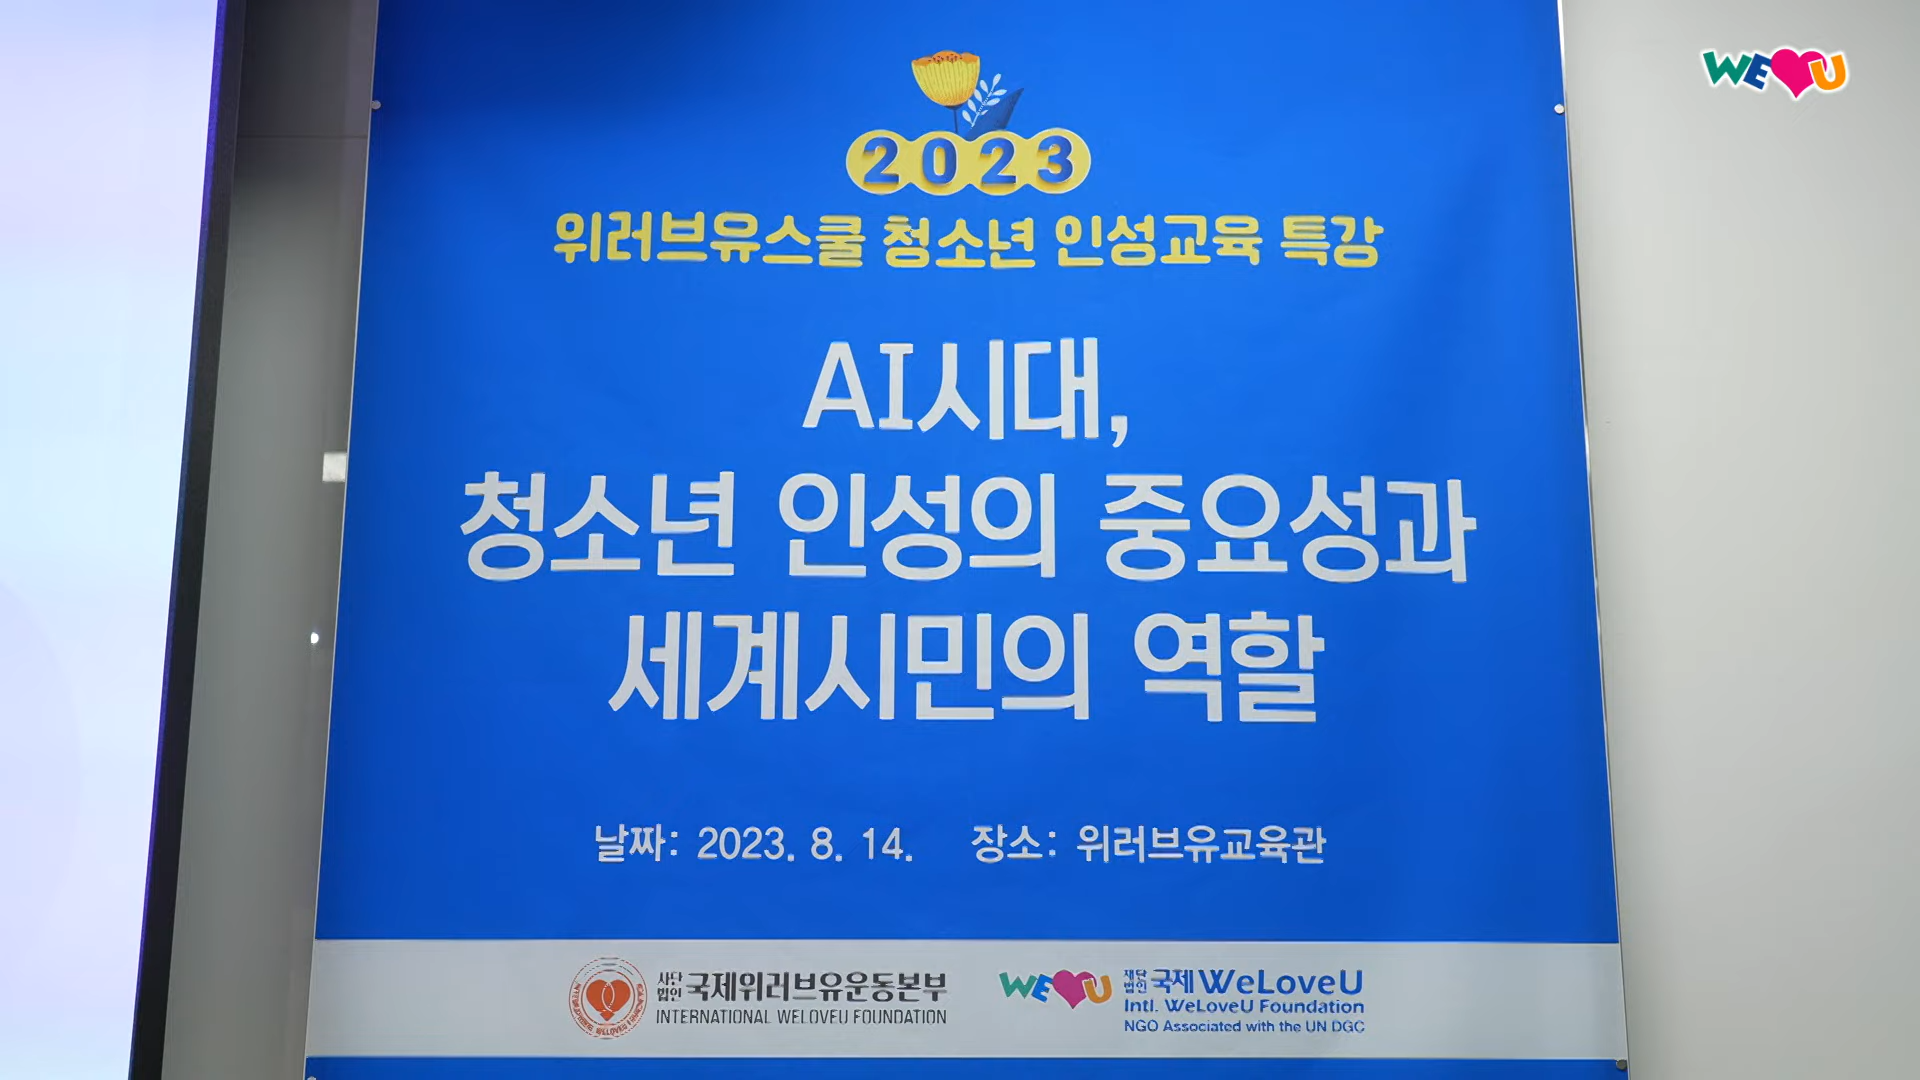 WE U
2023
위러브유스쿨 청소년 인성교육 특강
AI시대,
청소년 인성의 중요성과
세계시민의 역할
날짜: 2023. 8. 14. 장소: 위러브유교육관
사단법인 국제위러브유운동본부
INTERNATIONAL WELOVEU FOUNDATION
WE U
재단법인 국제 WeLoveU
Intl. WeLoveU Foundation
NGO Associated with the UN DGC